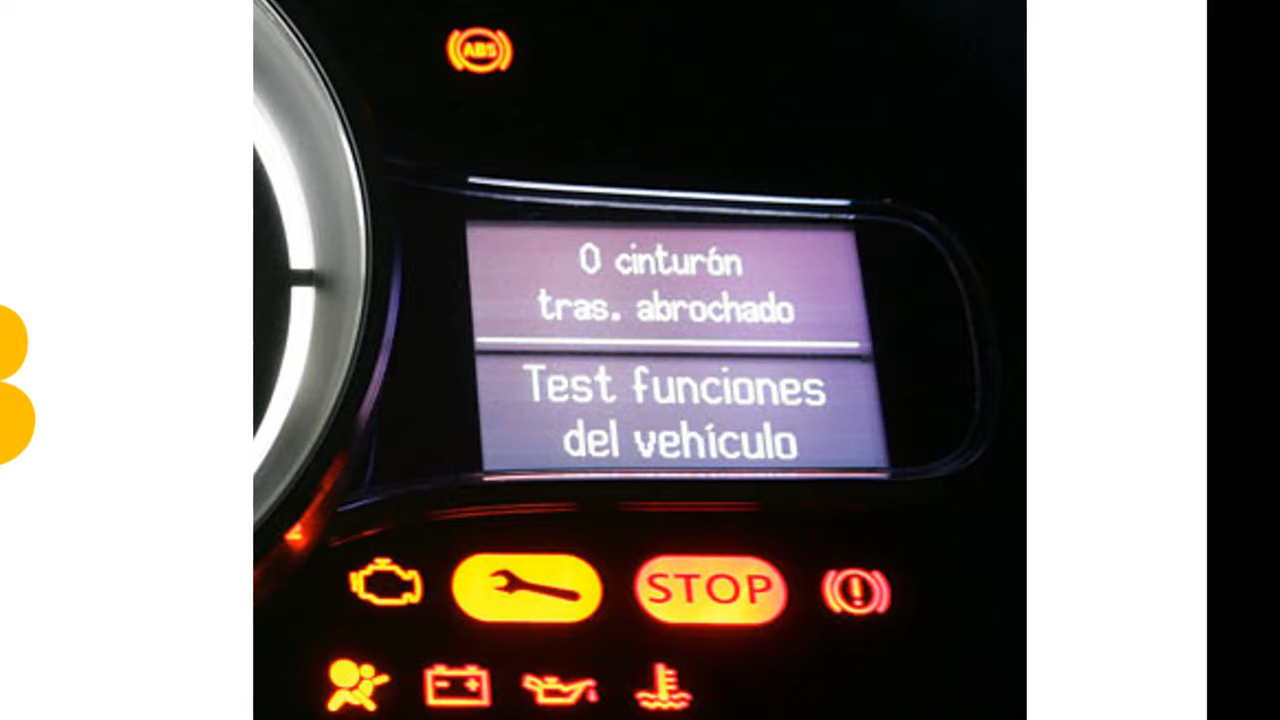 ABS
0 cinturón
tras. abrochado
Test funciones
del vehículo
STOP